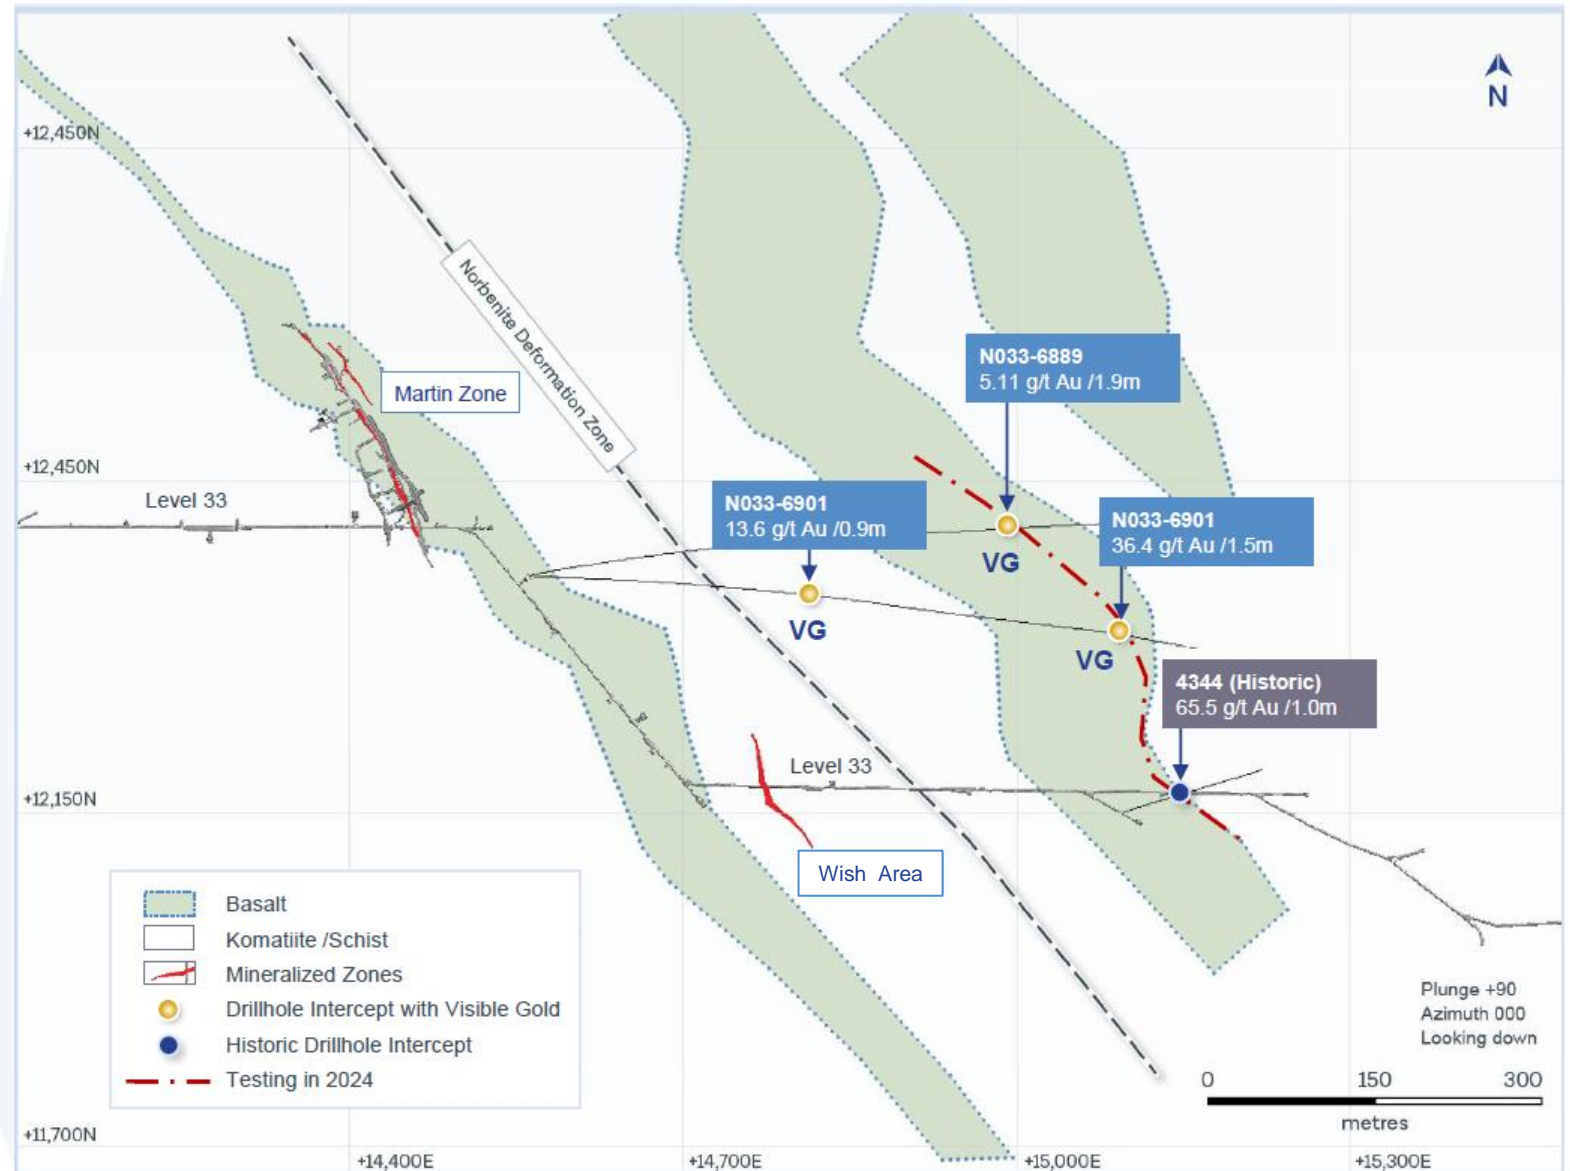 N
+12,450N
Norbenite Deformation Zone
N033-6889
5.11 g/t Au /1.9m
Martin Zone
+12,450N
Level 33
N033-6901
13.6 g/t Au /0.9m
N033-6901
36.4 g/t Au /1.5m
VG
VG
VG
4344 (Historic)
65.5 g/t Au /1.0m
Level 33
+12,150N
Wish Area
Basalt
Komatiite /Schist
Mineralized Zones
Drillhole Intercept with Visible Gold
Historic Drillhole Intercept
Testing in 2024
Plunge +90
Azimuth 000
Looking down
0 150 300
metres
+11,700N
+14,400E +14,700E +15,000E +15,300E